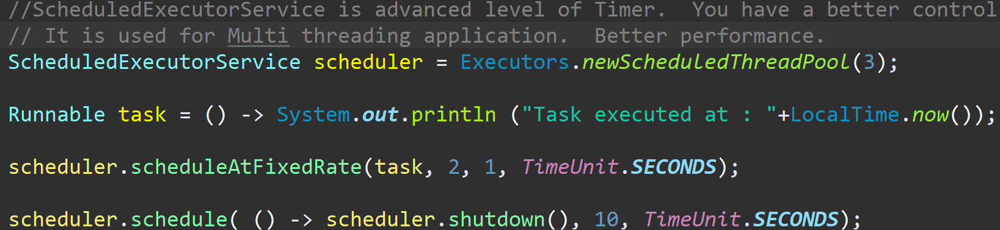 //ScheduledExecutorService is advanced level of Timer.  You have a better control
// It is used for Multi threading application.  Better performance.
ScheduledExecutorService scheduler = Executors.newScheduledThreadPool(3);
Runnable task = () -> System.out.println ("Task executed at : "+LocalTime.now());
scheduler.scheduleAtFixedRate(task, 2, 1, TimeUnit.SECONDS);
scheduler.schedule( () -> scheduler.shutdown(), 10, TimeUnit.SECONDS);